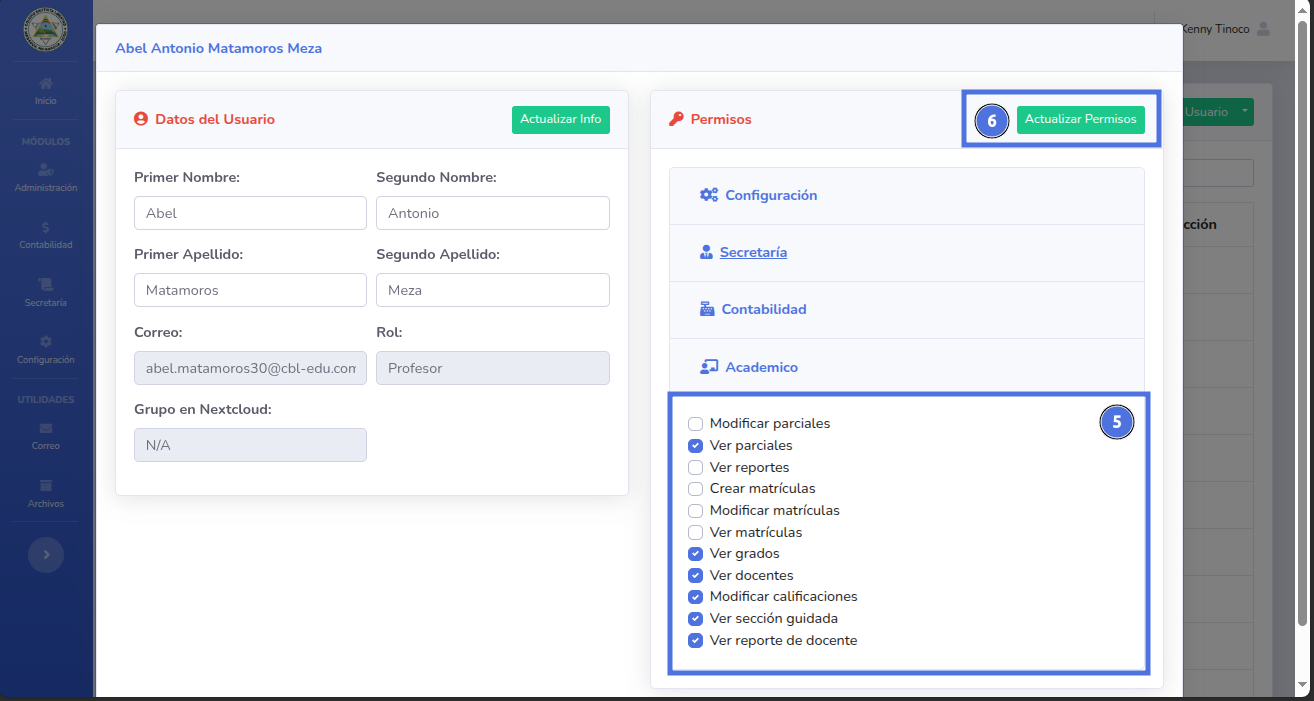 Kenny Tinoco
Inicio
MÓDULOS
Administración
Contabilidad
Secretaría
Configuración
UTILIDADES
Correo
Archivos
Abel Antonio Matamoros Meza
Datos del Usuario
Actualizar Info
Primer Nombre:
Segundo Nombre:
Abel
Antonio
Primer Apellido:
Segundo Apellido:
Matamoros
Meza
Correo:
Rol:
abel.matamoros30@cbl-edu.com
Profesor
Grupo en Nextcloud:
N/A
Permisos
6
Actualizar Permisos
Configuración
Secretaría
Contabilidad
Academico
5
Modificar parciales
Ver parciales
Ver reportes
Crear matrículas
Modificar matrículas
Ver matrículas
Ver grados
Ver docentes
Modificar calificaciones
Ver sección guidada
Ver reporte de docente
Usuario
cción